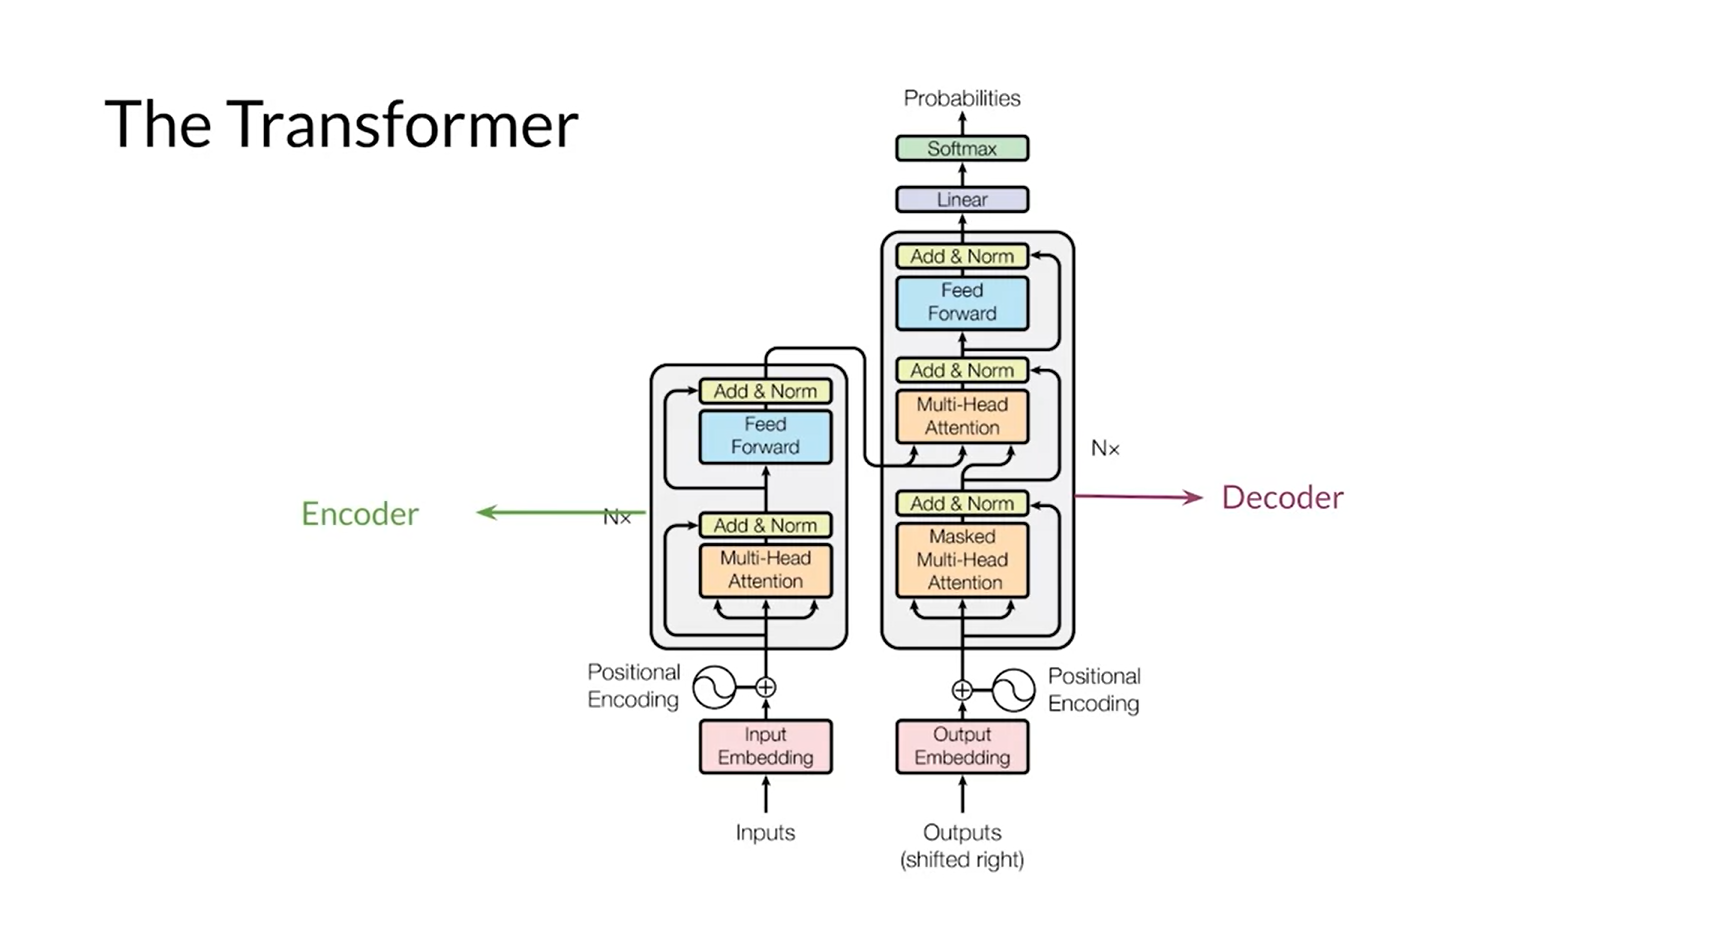 The Transformer
Probabilities
Softmax
Linear
Add & Norm
Feed
Forward
Add & Norm
Multi-Head
Attention
Nx
Add & Norm
Masked
Multi-Head
Attention
Decoder
Add & Norm
Feed
Forward
Encoder
Nx
Add & Norm
Multi-Head
Attention
Positional
Encoding
Positional
Encoding
Input
Embedding
Output
Embedding
Inputs
Outputs
(shifted right)